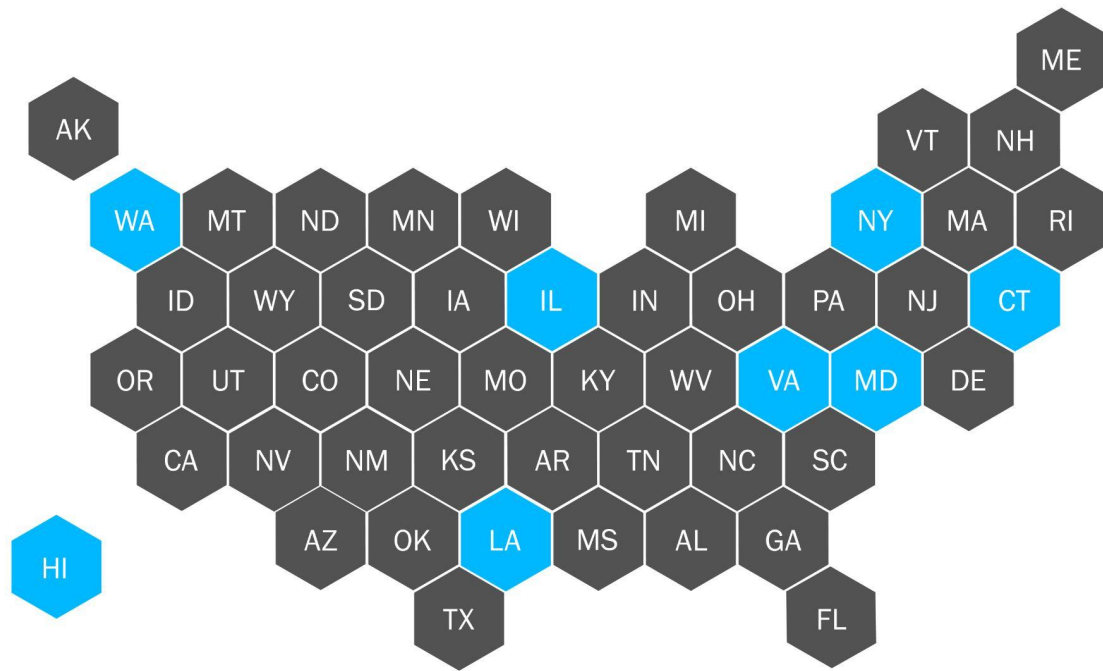 ME
AK
VT NH
WA MT ND MN WI MI NY MA RI
ID WY SD IA IL IN OH PA NJ CT
OR UT CO NE MO KY WV VA MD DE
CA NV NM KS AR TN NC SC
AZ OK LA MS AL GA
HI
TX FL